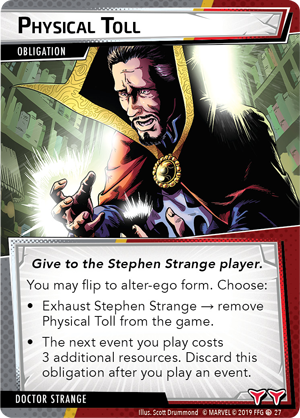 PHYSICAL TOLL
OBLIGATION
Give to the Stephen Strange player.
You may flip to alter-ego form. Choose:
• Exhaust Stephen Strange → remove
Physical Toll from the game.
• The next event you play costs
3 additional resources. Discard this
obligation after you play an event.
DOCTOR STRANGE
Illus. Scott Drummond © MARVEL © 2019 FFG 27